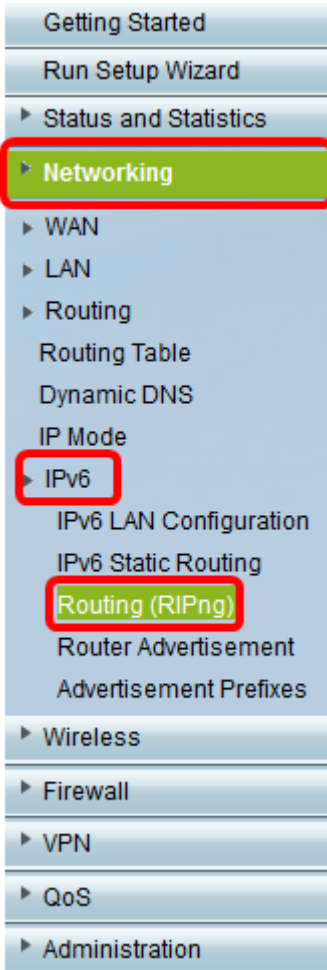 Getting Started
Run Setup Wizard
Status and Statistics
Networking
WAN
LAN
Routing
Routing Table
Dynamic DNS
IP Mode
IPv6
IPv6 LAN Configuration
IPv6 Static Routing
Routing (RIPng)
Router Advertisement
Advertisement Prefixes
Wireless
Firewall
VPN
QoS
Administration